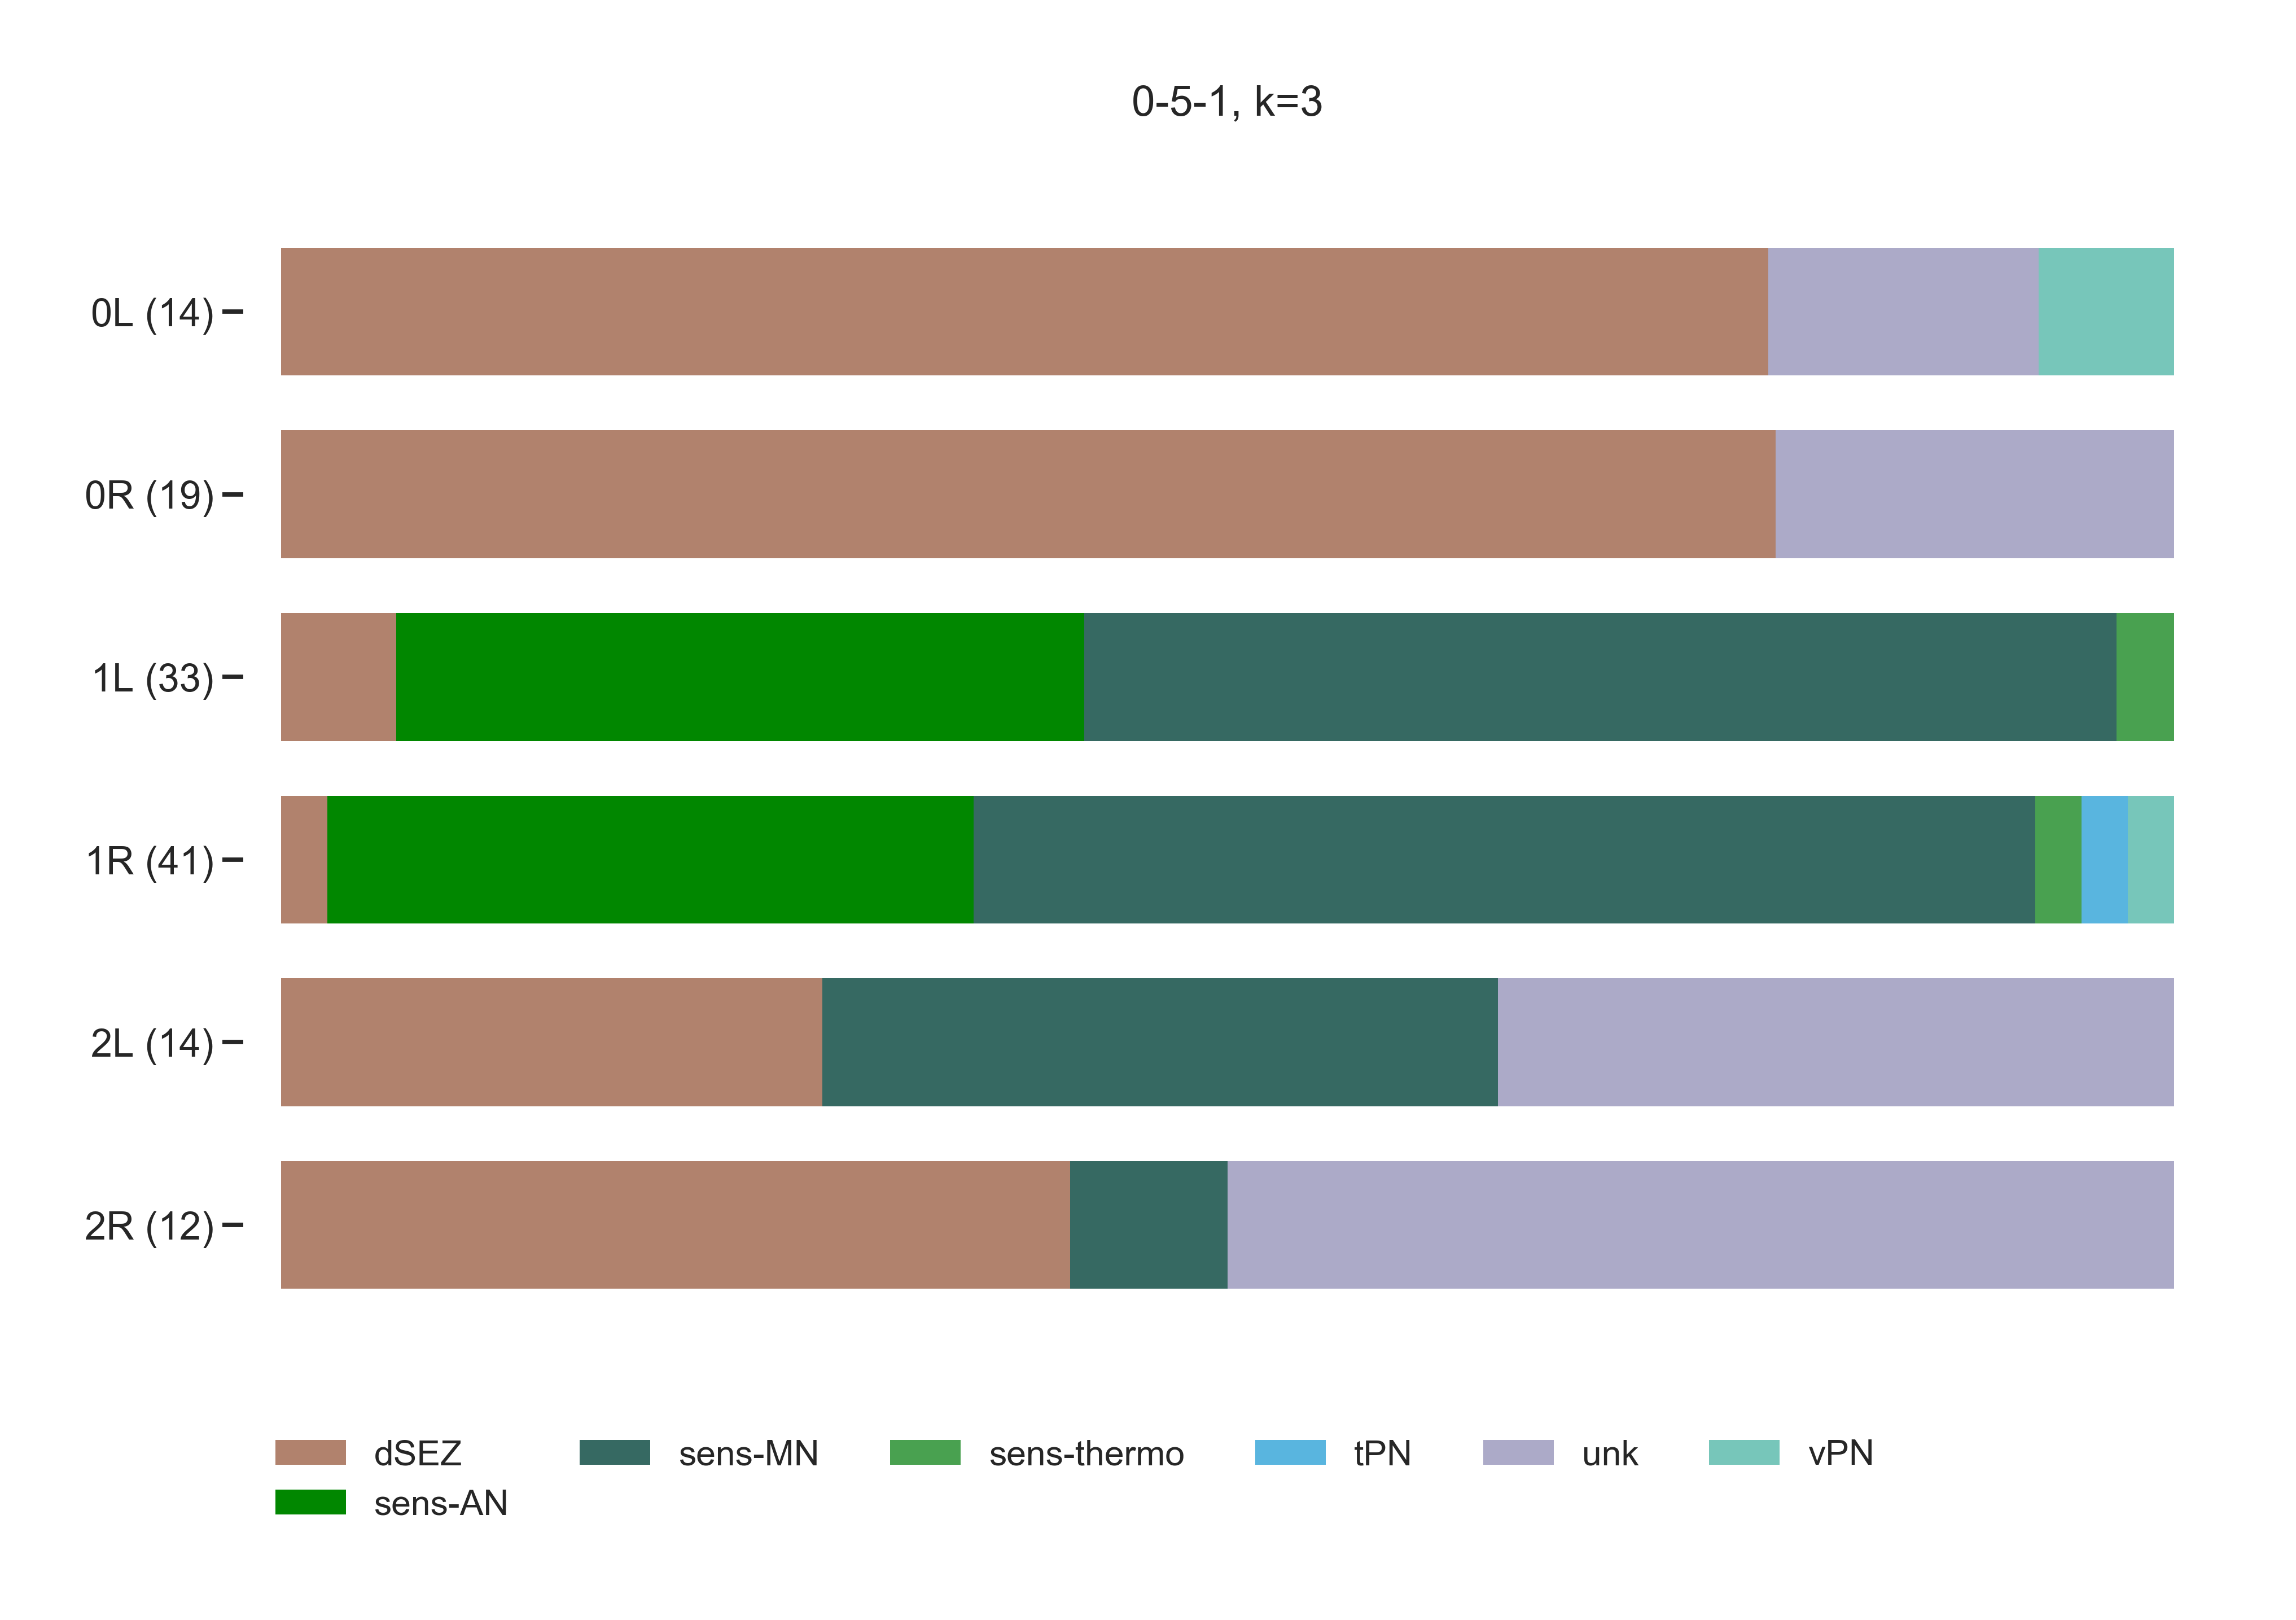 0-5-1, k=3
0L (14)
0R (19)
1L (33)
1R (41)
2L (14)
2R (12)
dSEZ sens-MN sens-thermo tPN unk vPN
sens-AN